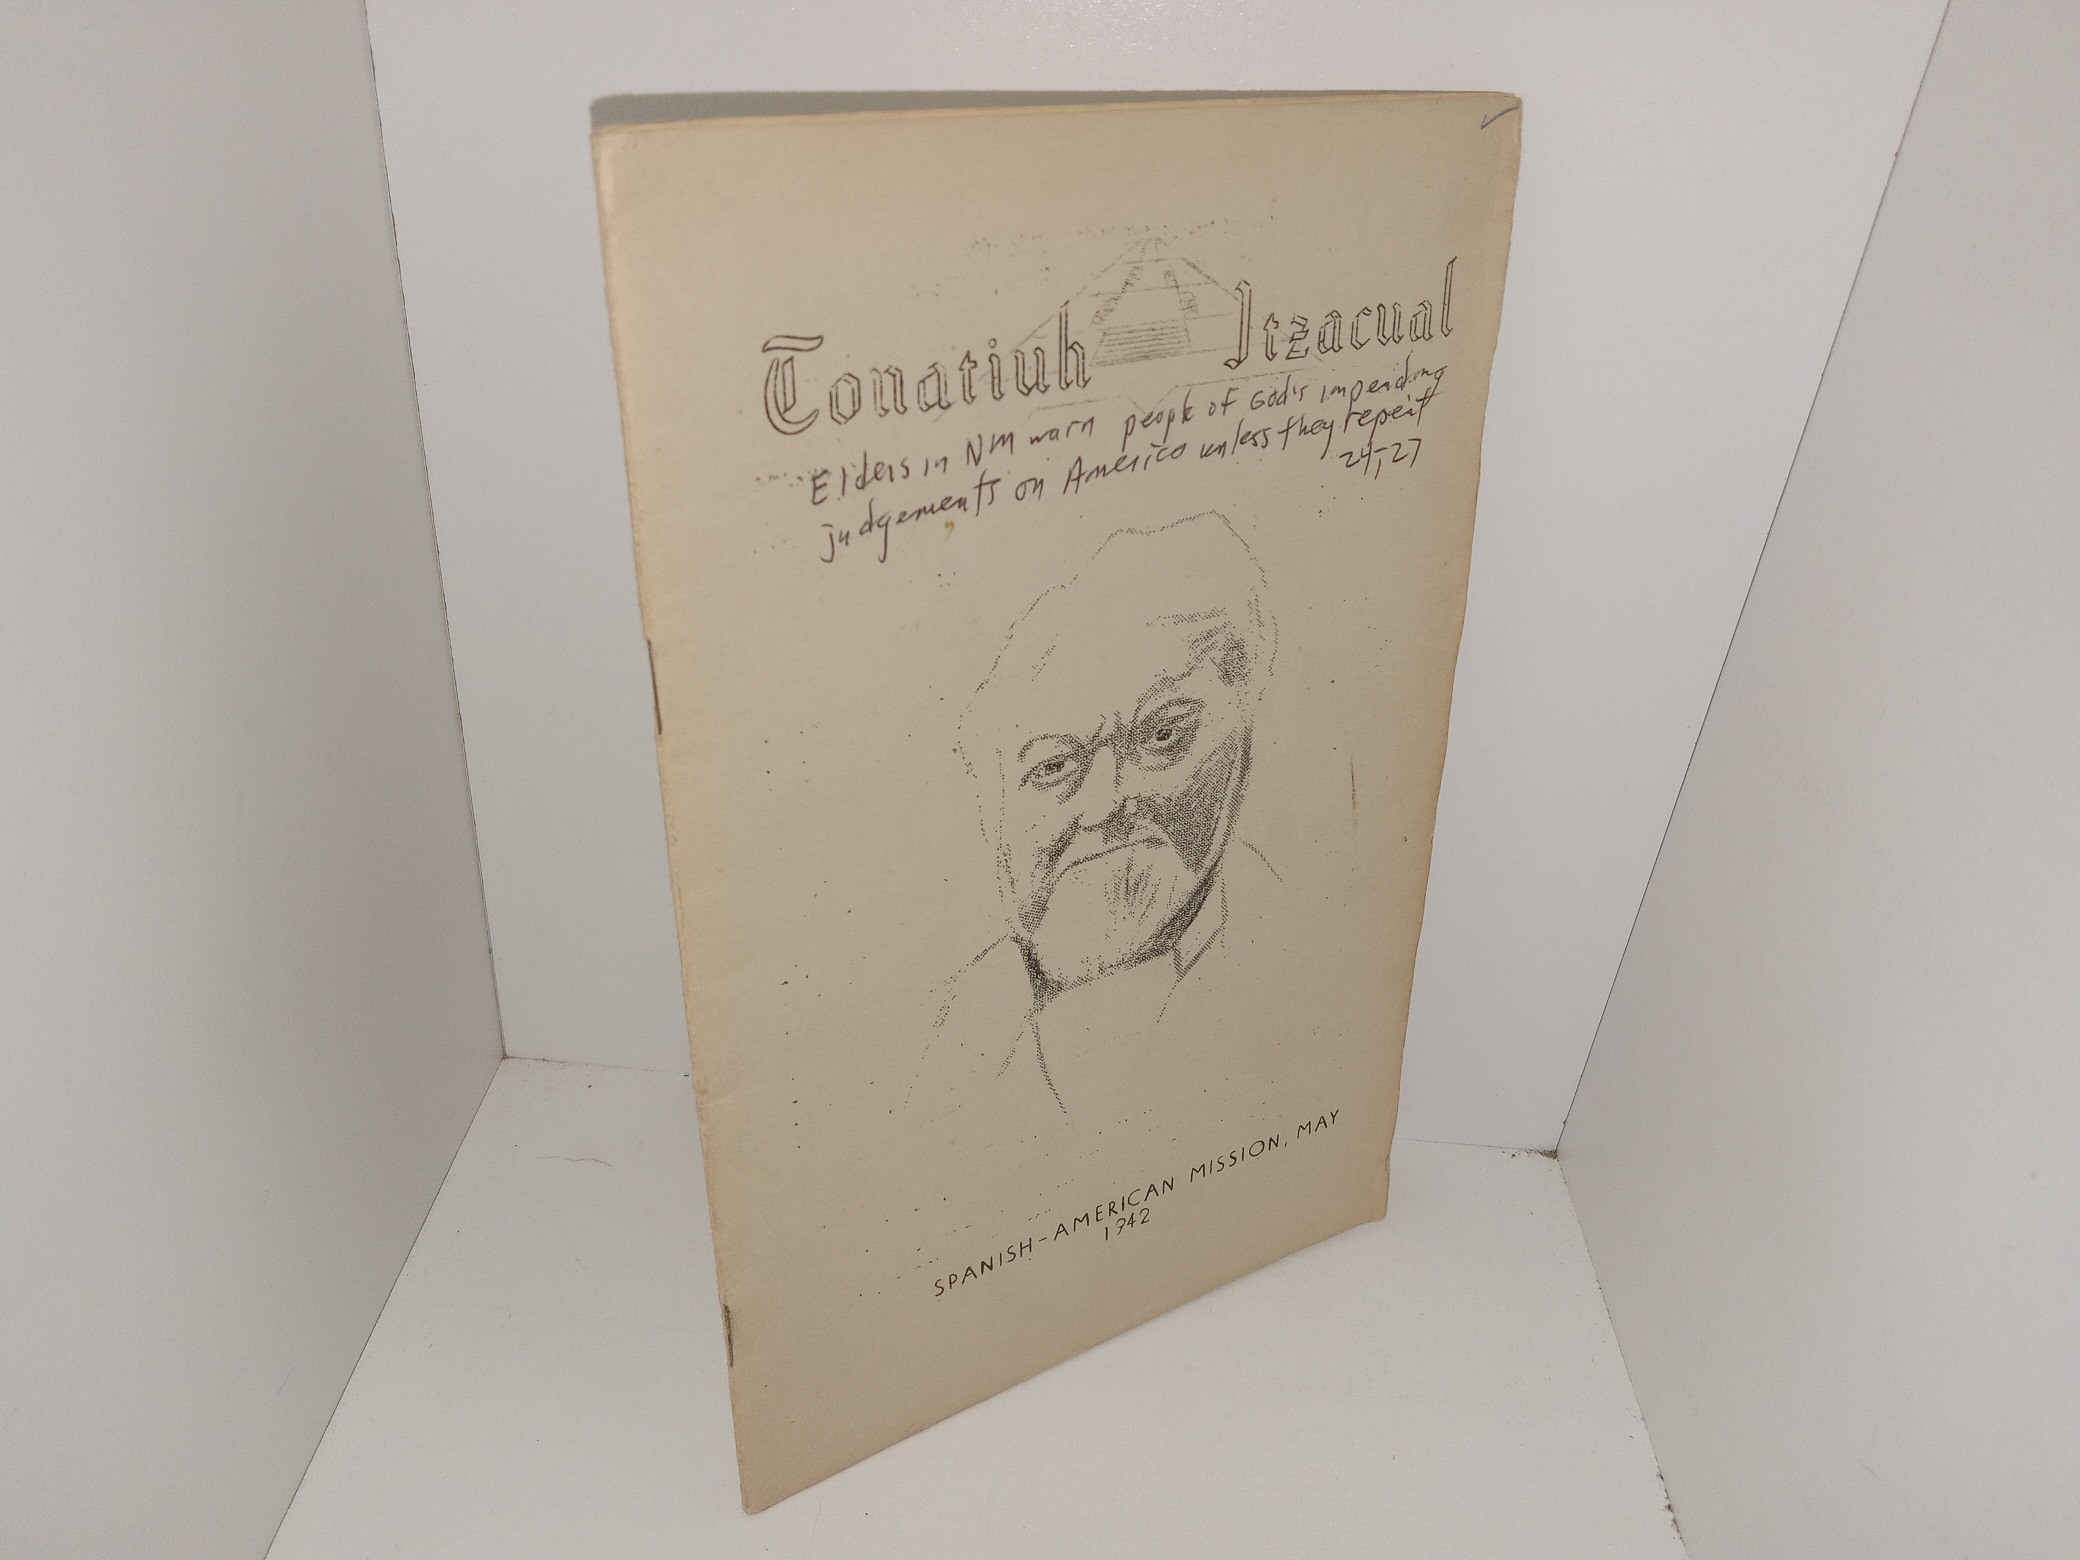 Tonatiuh Itzacual
Elders in NM warn people of God's impending
judgements on America unless they repeit
24,27
SPANISH-AMERICAN MISSION, MAY
1942